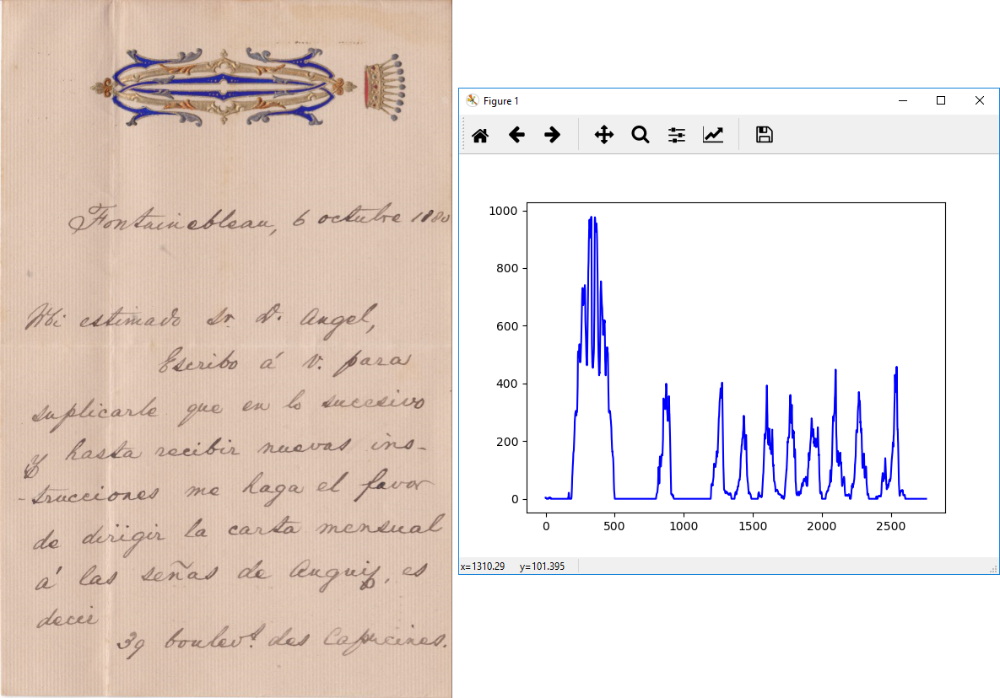 Fontainebleau, 6 octubre 1880
Mi estimado Sr. D. Angel,
Escribo á V. para
suplicarle que en lo sucesivo
y hasta recibir nuevas ins-
-trucciones me haga el favor
de dirigir la carta mensual
á las señas de Anguiz, es
decir
39 boulevt. des Capucines.
Figure 1
1000
800
600
400
200
0
0 500 1000 1500 2000 2500
x=1310.29 y=101.395